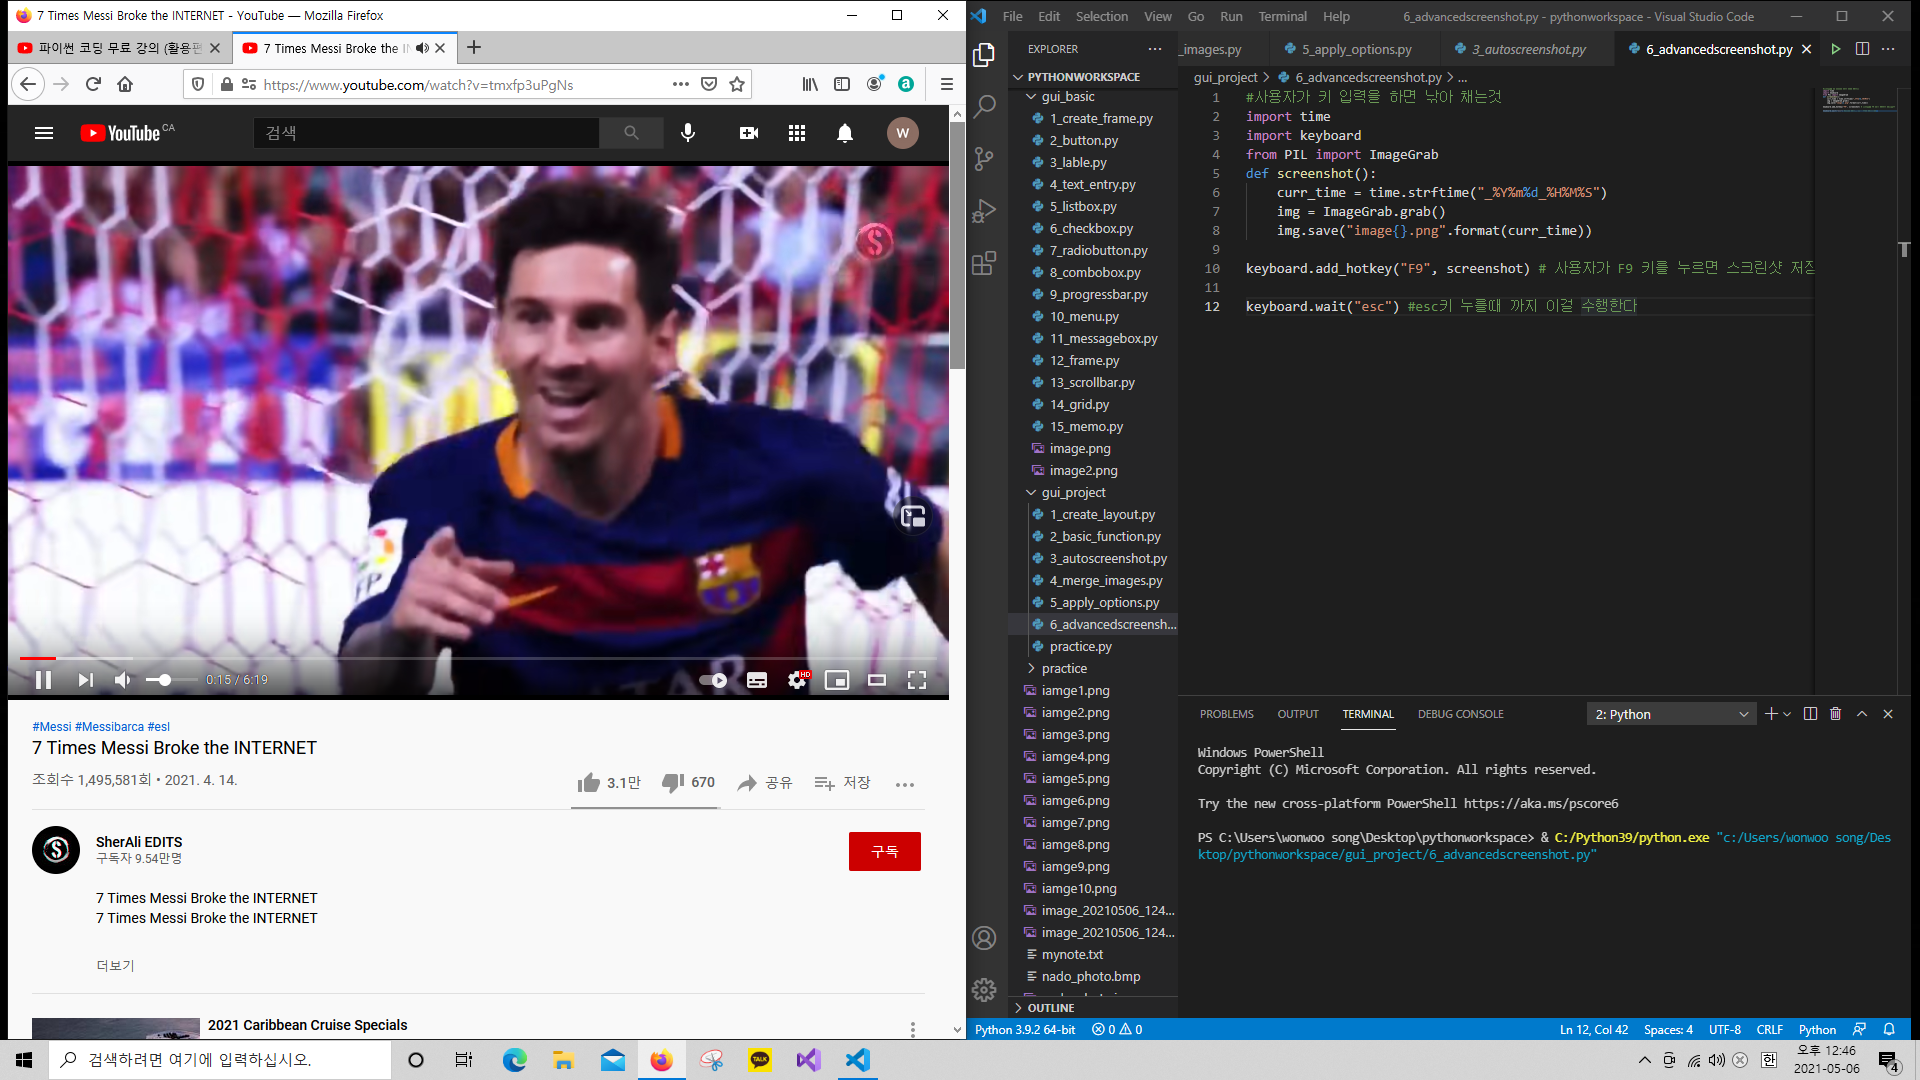 7 Times Messi Broke the INTERNET - YouTube — Mozilla Firefox
파이썬 코딩 무료 강의 (활용편
7 Times Messi Broke the IN
https://www.youtube.com/watch?v=tmxfp3uPgNs
YouTube CA
검색
W
0:15 / 6:19
HD
#Messi #Messibarca #esl
7 Times Messi Broke the INTERNET
조회수 1,495,581회 • 2021. 4. 14.
3.1만
670
공유
저장
SherAli EDITS
구독자 9.54만명
구독
7 Times Messi Broke the INTERNET
7 Times Messi Broke the INTERNET
더보기
2021 Caribbean Cruise Specials
File Edit Selection View Go Run Terminal Help
6_advancedscreenshot.py - pythonworkspace - Visual Studio Code
EXPLORER
_images.py
5_apply_options.py
3_autoscreenshot.py
6_advancedscreenshot.py
PYTHONWORKSPACE
gui_project > 6_advancedscreenshot.py > ...
gui_basic
1_create_frame.py
2_button.py
3_lable.py
4_text_entry.py
5_listbox.py
6_checkbox.py
7_radiobutton.py
8_combobox.py
9_progressbar.py
10_menu.py
11_messagebox.py
12_frame.py
13_scrollbar.py
14_grid.py
15_memo.py
image.png
image2.png
gui_project
1_create_layout.py
2_basic_function.py
3_autoscreenshot.py
4_merge_images.py
5_apply_options.py
6_advancedscreensh...
practice.py
practice
iamge1.png
iamge2.png
iamge3.png
iamge4.png
iamge5.png
iamge6.png
iamge7.png
iamge8.png
iamge9.png
iamge10.png
image_20210506_124...
image_20210506_124...
mynote.txt
nado_photo.bmp
OUTLINE
1 #사용자가 키 입력을 하면 낚아 채는것
2 import time
3 import keyboard
4 from PIL import ImageGrab
5 def screenshot():
6 curr_time = time.strftime("_%Y%m%d_%H%M%S")
7 img = ImageGrab.grab()
8 img.save("image{}.png".format(curr_time))
9
10 keyboard.add_hotkey("F9", screenshot) # 사용자가 F9 키를 누르면 스크린샷 저장
11
12 keyboard.wait("esc") #esc키 누를때 까지 이걸 수행한다
PROBLEMS OUTPUT TERMINAL DEBUG CONSOLE
2: Python
Windows PowerShell
Copyright (C) Microsoft Corporation. All rights reserved.
Try the new cross-platform PowerShell https://aka.ms/pscore6
PS C:\Users\wonwoo song\Desktop\pythonworkspace> & C:/Python39/python.exe "c:/Users/wonwoo song/Des
ktop/pythonworkspace/gui_project/6_advancedscreenshot.py"
Python 3.9.2 64-bit
0
0
Ln 12, Col 42
Spaces: 4
UTF-8
CRLF
Python
검색하려면 여기에 입력하십시오.
TALK
한
오후 12:46
2021-05-06
4